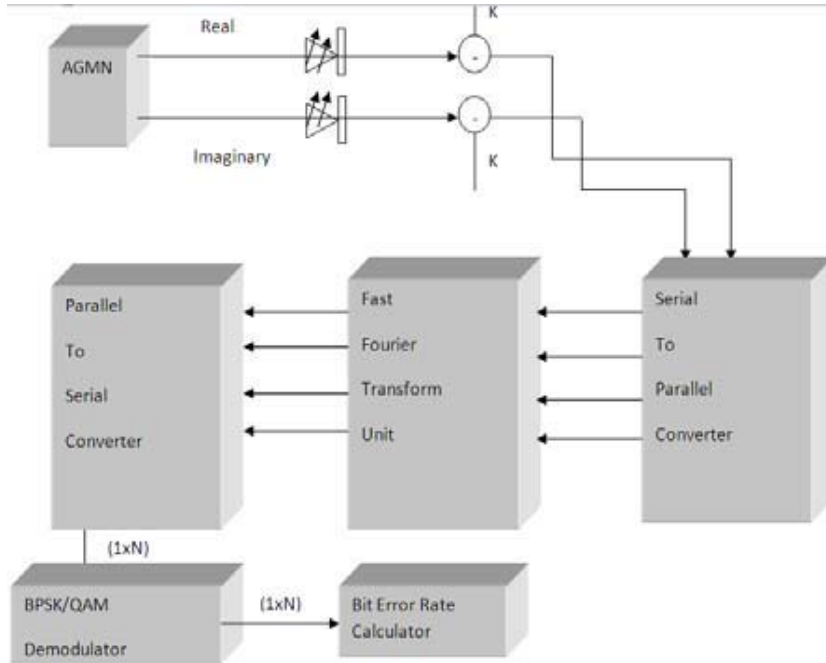 Real
K
AGMN
-
-
Imaginary
K
Parallel
To
Serial
Converter
Fast
Fourier
Transform
Unit
Serial
To
Parallel
Converter
(1xN)
BPSK/QAM
Demodulator
(1xN)
Bit Error Rate
Calculator